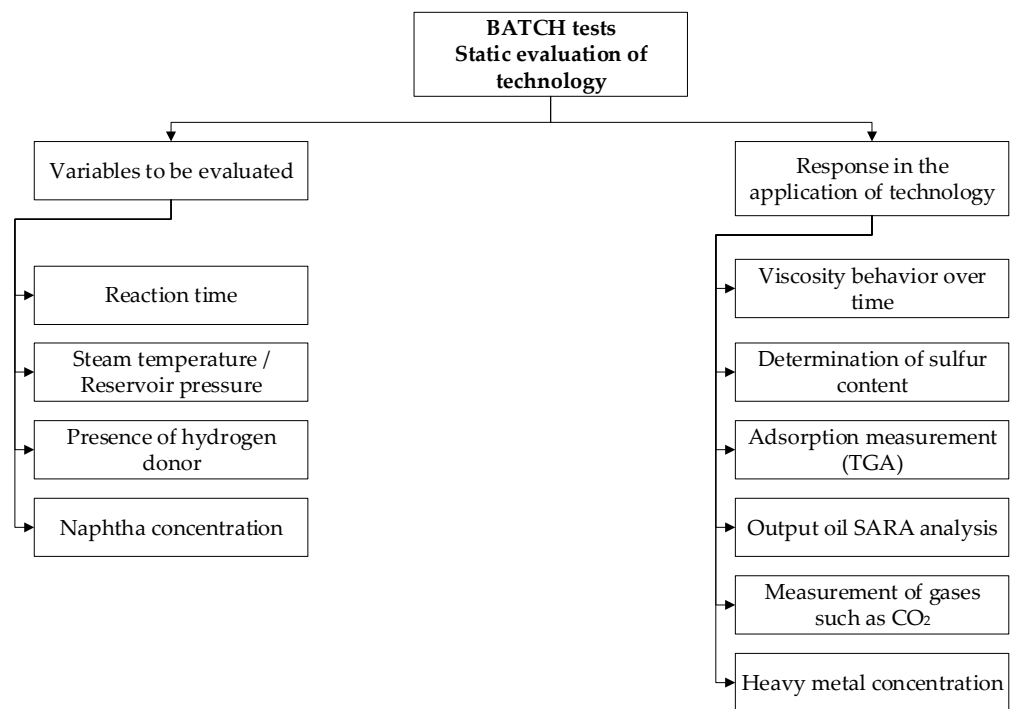 BATCH tests
Static evaluation of
technology
Variables to be evaluated
Reaction time
Steam temperature /
Reservoir pressure
Presence of hydrogen
donor
Naphtha concentration
Response in the
application of technology
Viscosity behavior over
time
Determination of sulfur
content
Adsorption measurement
(TGA)
Output oil SARA analysis
Measurement of gases
such as CO₂
Heavy metal concentration